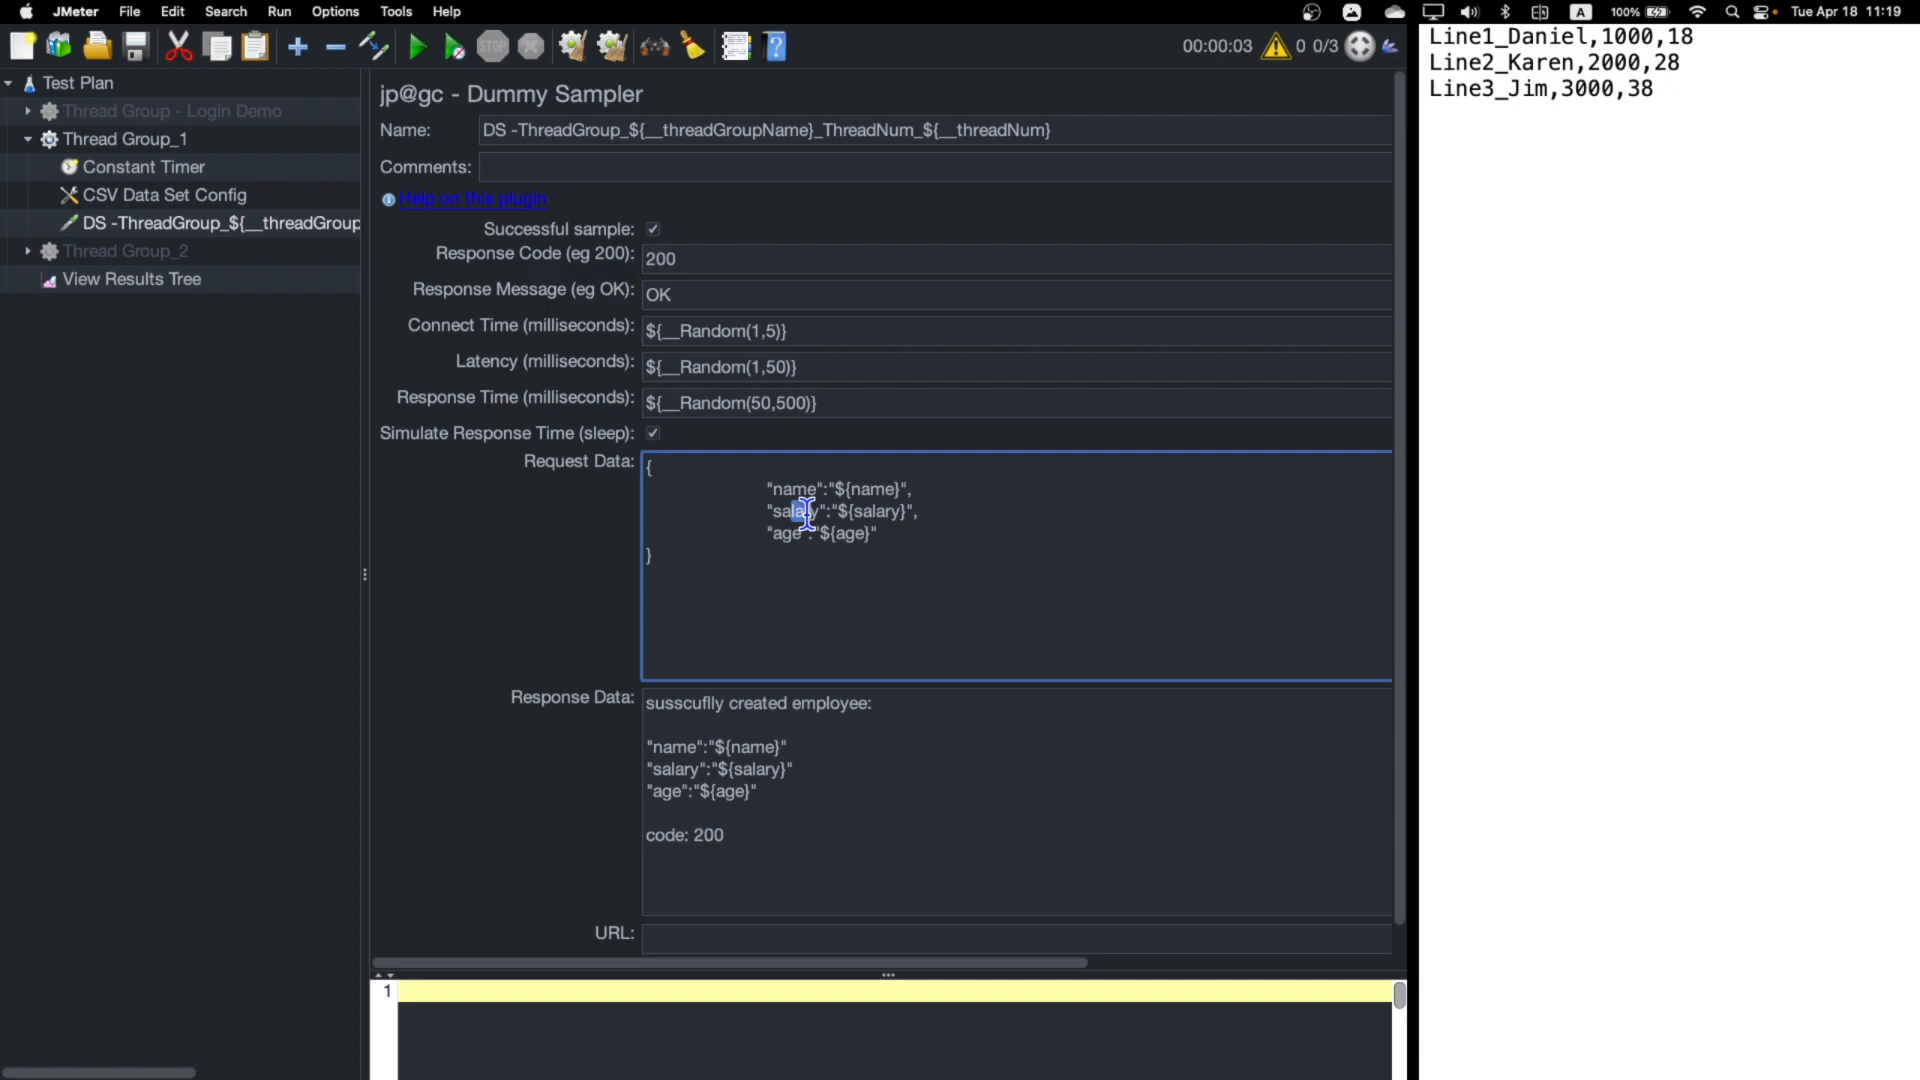 JMeter File Edit Search Run Options Tools Help
A 100% Tue Apr 18 11:19
STOP ? 00:00:03 0 0/3
Test Plan
Thread Group - Login Demo
Thread Group_1
Constant Timer
CSV Data Set Config
DS -ThreadGroup_${__threadGroup
Thread Group_2
View Results Tree
jp@gc - Dummy Sampler
Name: DS -ThreadGroup_${__threadGroupName}_ThreadNum_${__threadNum}
Comments:
Help on this plugin
Successful sample:
Response Code (eg 200): 200
Response Message (eg OK): OK
Connect Time (milliseconds): ${__Random(1,5)}
Latency (milliseconds): ${__Random(1,50)}
Response Time (milliseconds): ${__Random(50,500)}
Simulate Response Time (sleep):
Request Data: {
"name":"${name}",
"salary":"${salary}",
"age":"${age}"
}
Response Data: susscuflly created employee:
"name":"${name}"
"salary":"${salary}"
"age":"${age}"
code: 200
URL:
1
Line1_Daniel,1000,18
Line2_Karen,2000,28
Line3_Jim,3000,38